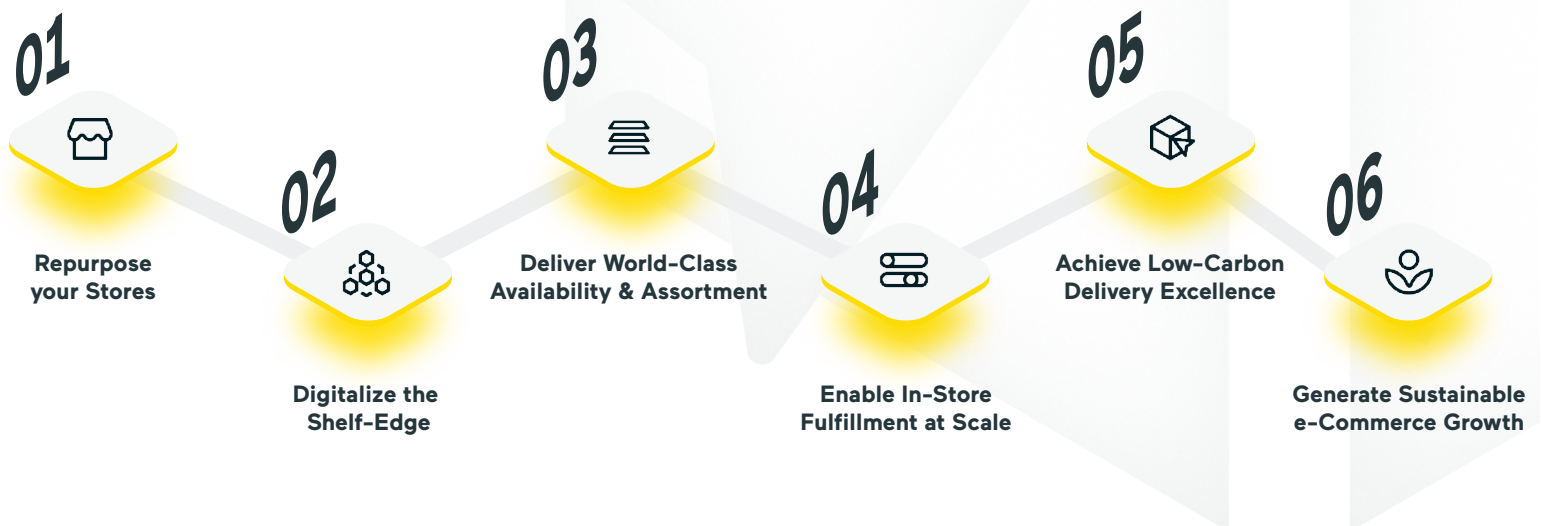 01
Repurpose
your Stores
02
Digitalize the
Shelf-Edge
03
Deliver World-Class
Availability & Assortment
04
Enable In-Store
Fulfillment at Scale
05
Achieve Low-Carbon
Delivery Excellence
06
Generate Sustainable
e-Commerce Growth